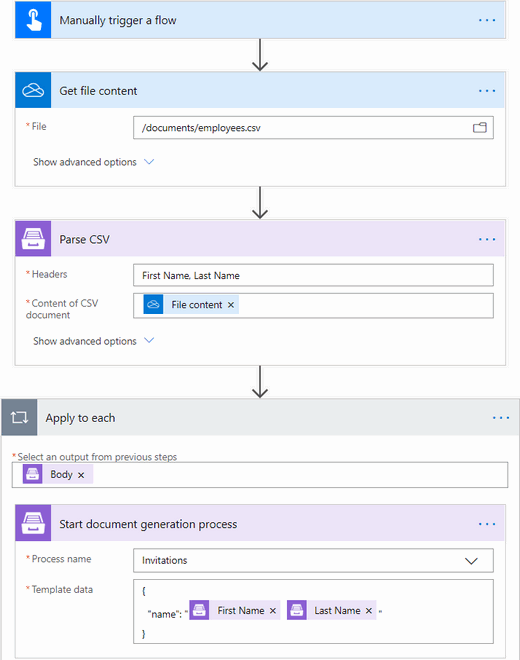 Manually trigger a flow
Get file content
* File
/documents/employees.csv
Show advanced options
Parse CSV
* Headers
First Name, Last Name
* Content of CSV
document
File content ×
Show advanced options
Apply to each
* Select an output from previous steps
Body ×
Start document generation process
* Process name
Invitations
* Template data
{
"name": " First Name × Last Name × "
}